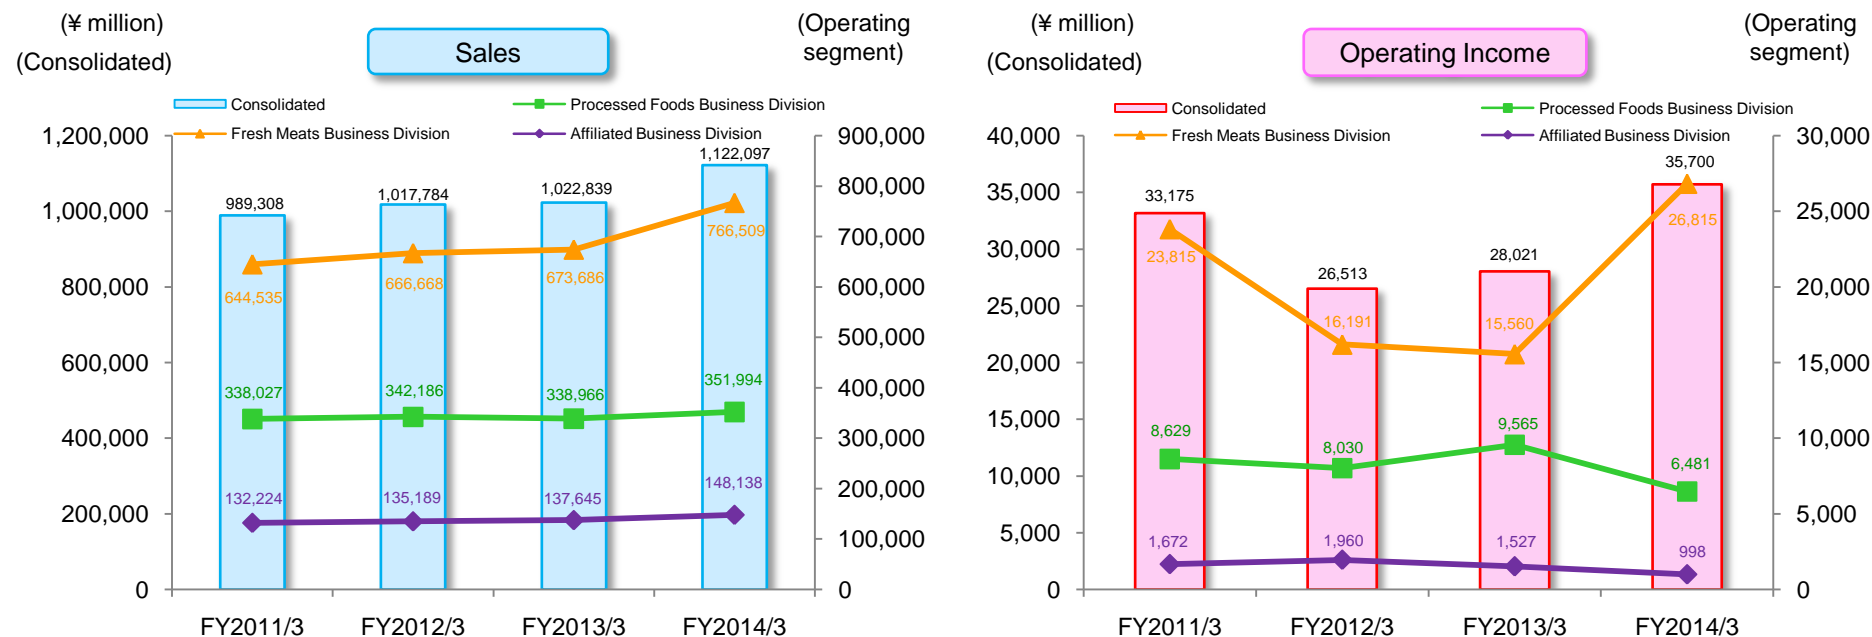 (¥ million)
(Consolidated)
Sales
(Operating
segment)
Consolidated
Processed Foods Business Division
Fresh Meats Business Division
Affiliated Business Division
1,200,000
1,000,000
800,000
600,000
400,000
200,000
0
900,000
800,000
700,000
600,000
500,000
400,000
300,000
200,000
100,000
0
989,308
1,017,784
1,022,839
1,122,097
644,535
666,668
673,686
766,509
338,027
342,186
338,966
351,994
132,224
135,189
137,645
148,138
FY2011/3
FY2012/3
FY2013/3
FY2014/3
(¥ million)
(Consolidated)
Operating Income
(Operating
segment)
Consolidated
Processed Foods Business Division
Fresh Meats Business Division
Affiliated Business Division
40,000
35,000
30,000
25,000
20,000
15,000
10,000
5,000
0
30,000
25,000
20,000
15,000
10,000
5,000
0
33,175
26,513
28,021
35,700
23,815
16,191
15,560
26,815
8,629
8,030
9,565
6,481
1,672
1,960
1,527
998
FY2011/3
FY2012/3
FY2013/3
FY2014/3